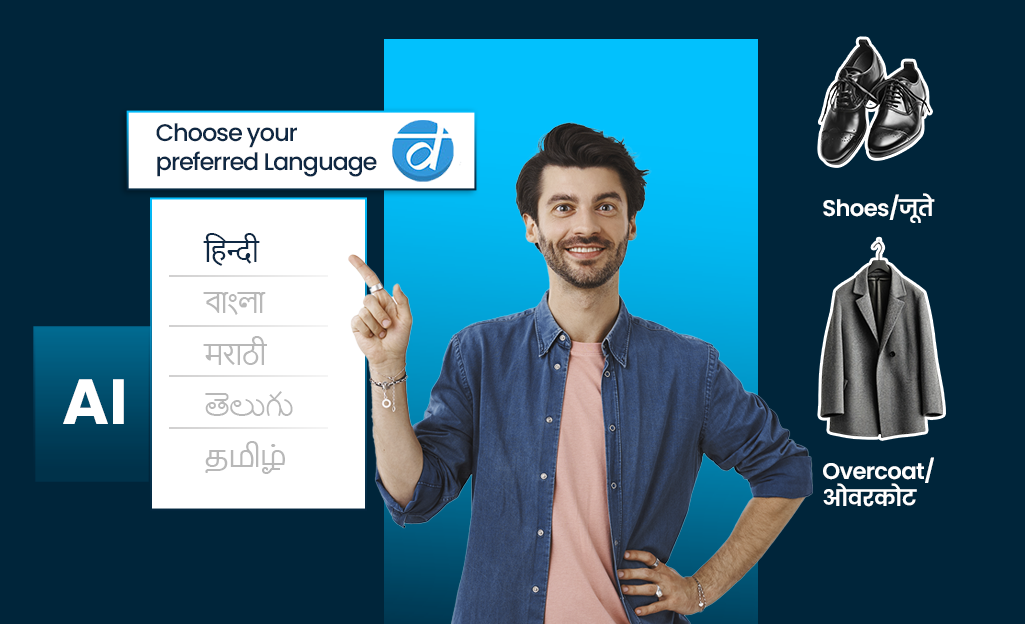 Choose your
preferred Language
हिन्दी
বাংলা
मराठी
తెలుగు
தமிழ்
AI
Shoes/जूते
Overcoat/
ओवरकोट